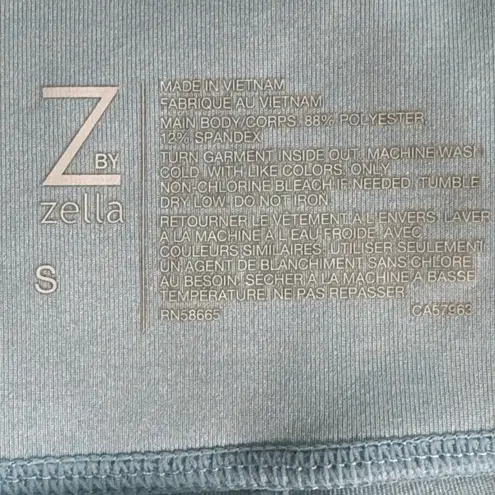 Z BY
zella
S
MADE IN VIETNAM
FABRIQUÉ AU VIETNAM
MAIN BODY/CORPS: 88% POLYESTER,
12% SPANDEX
TURN GARMENT INSIDE OUT. MACHINE WASH
COLD, WITH LIKE COLORS, ONLY
NON-CHLORINE BLEACH IF NEEDED, TUMBLE
DRY LOW, DO NOT IRON.
RETOURNER LE VÊTEMENT À L'ENVERS, LAVER
À LA MACHINE À L'EAU FROIDE, AVEC
COULEURS SIMILAIRES, UTILISER SEULEMENT
UN AGENT DE BLANCHIMENT SANS CHLORE
AU BESOIN, SÉCHER À LA MACHINE À BASSE
TEMPÉRATURE, NE PAS REPASSER.
RN58665 CA57963